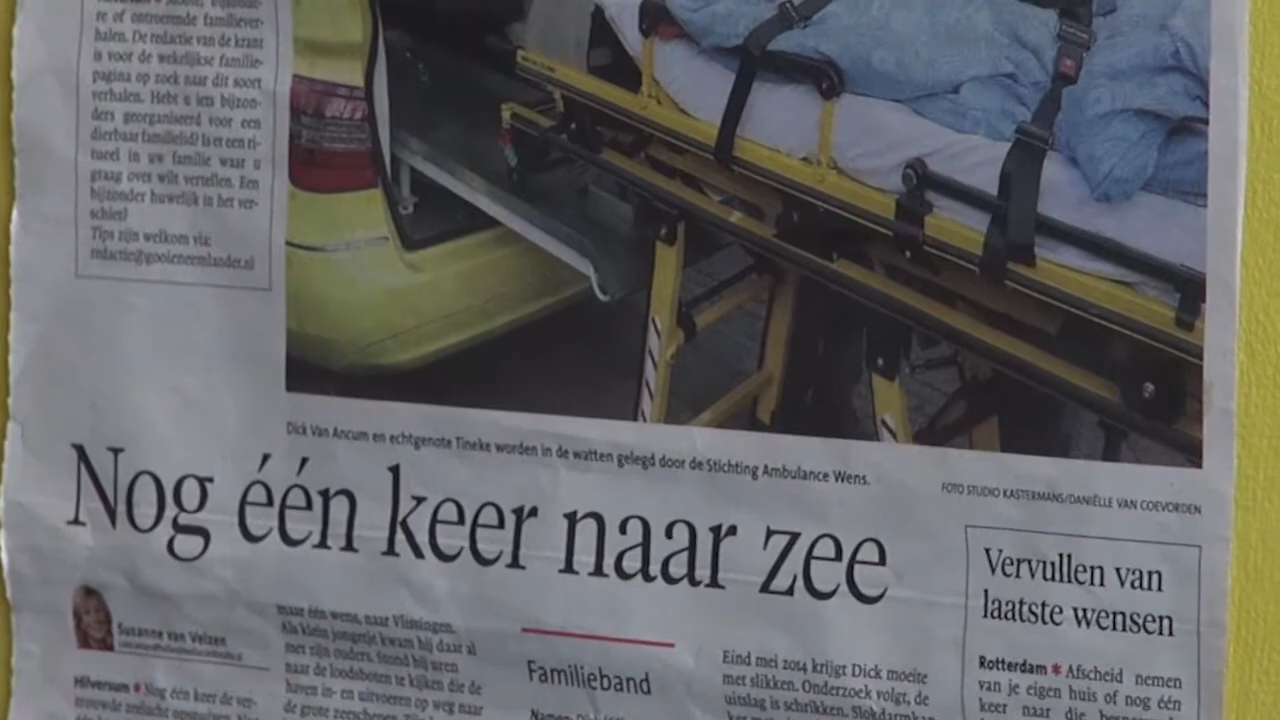 re of ontroerende familiever-
halen. De redactie van de krant
is voor de wekelijkse familie-
pagina op zoek naar dit soort
verhalen. Hebt u iets bijzon-
ders georganiseerd voor een
dierbaar familielid? Is er een ri-
tueel in uw familie waar u
graag over wilt vertellen. Een
bijzonder huwelijk in het ver-
schiet?
Tips zijn welkom via:
redactie@gooieneemlander.nl
Dick Van Ancum en echtgenote Tineke worden in de watten gelegd door de Stichting Ambulance Wens.
FOTO STUDIO KASTERMANS/DANIËLLE VAN COEVORDEN
Nog één keer naar zee
Susanne van Velzen
Hilversum * Nog één keer de ver-
trouwde zeelucht opsnuiven.
maar één wens, naar Vlissingen.
Als klein jongetje kwam hij daar al
met zijn ouders. Stond hij uren
naar de loodsboten te kijken die de
haven in- en uitvoeren op weg naar
de grote zeeschepen.
Familieband
Eind mei 2014 krijgt Dick moeite
met slikken. Onderzoek volgt, de
uitslag is schrikken. Slokdarmkan
Vervullen van
laatste wensen
Rotterdam * Afscheid nemen
van je eigen huis of nog één
keer naar die